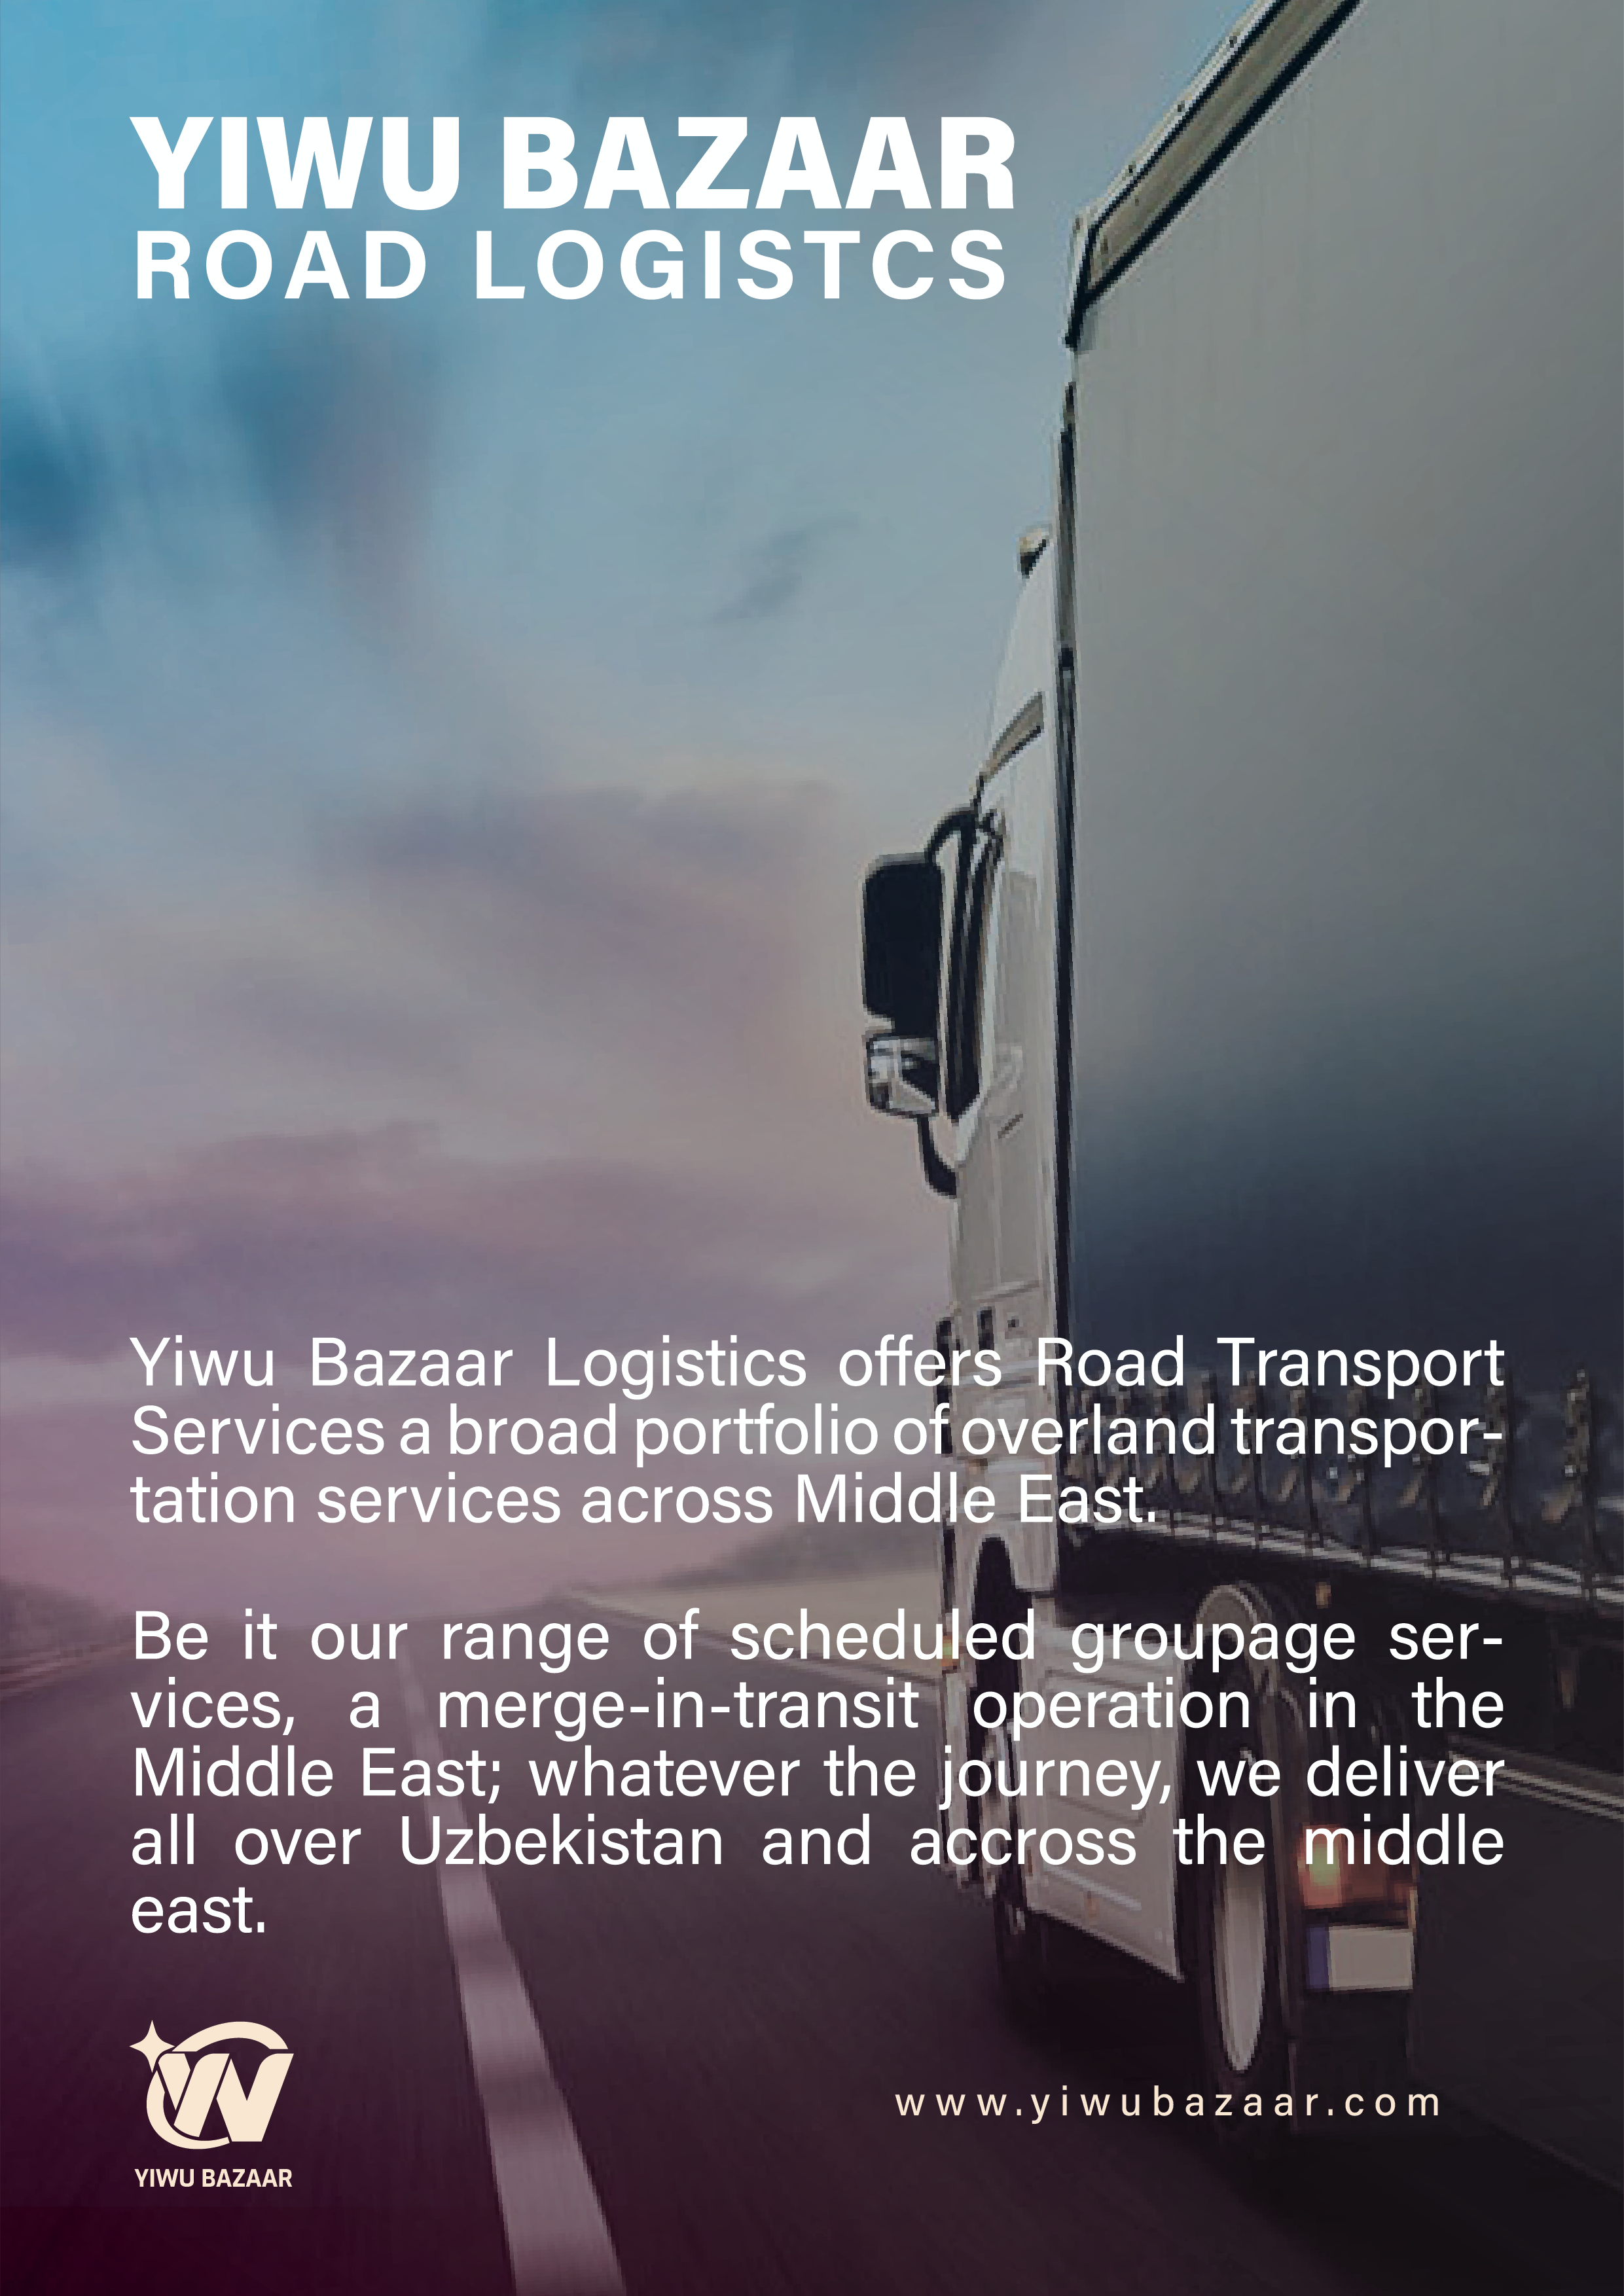 YIWU BAZAAR
ROAD LOGISTCS
Yiwu Bazaar Logistics offers Road Transport
Services a broad portfolio of overland transpor-
tation services across Middle East.
Be it our range of scheduled groupage ser-
vices, a merge-in-transit operation in the
Middle East; whatever the journey, we deliver
all over Uzbekistan and accross the middle
east.
YIWU BAZAAR
www.yiwubazaar.com